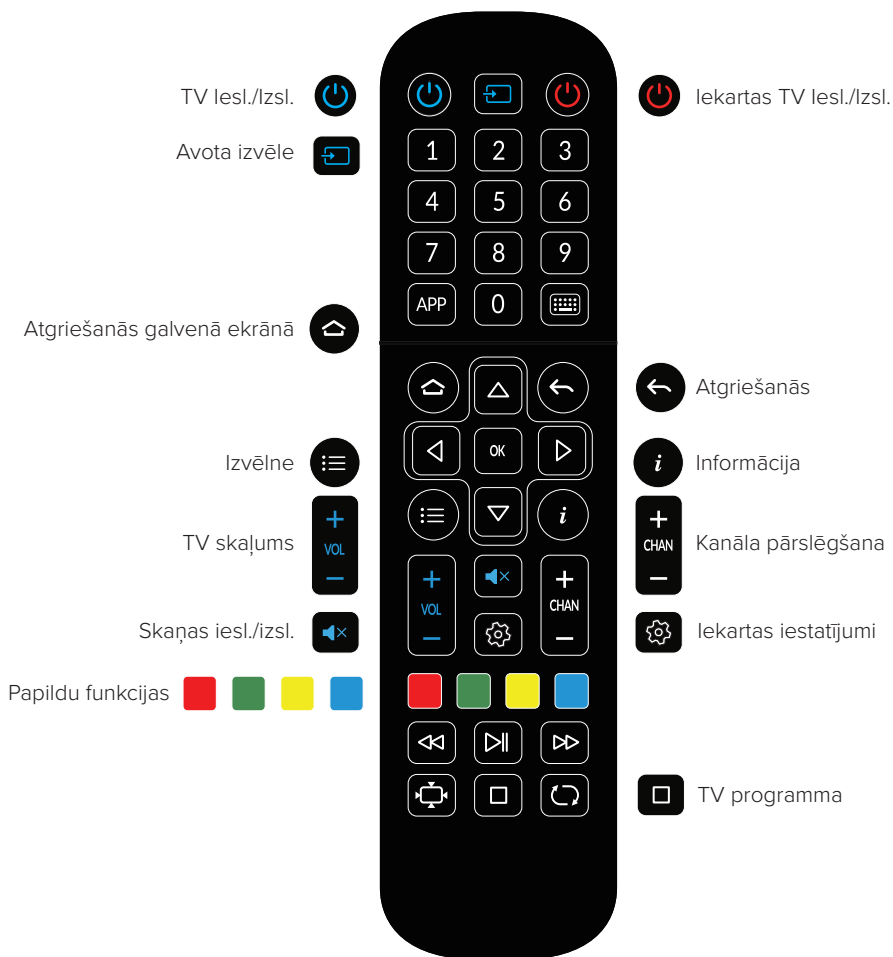 TV Iesl./Izsl.
Iekartas TV Iesl./Izsl.
Avota izvēle
1 2 3
4 5 6
7 8 9
APP 0
Atgriešanās galvenā ekrānā
Atgriešanās
OK
Izvēlne
i
i
Informācija
TV skaļums
+
VOL
–
+
VOL
–
+
CHAN
–
+
CHAN
–
Kanāla pārslēgšana
Skaņas iesl./izsl.
Iekartas iestatījumi
Papildu funkcijas
TV programma